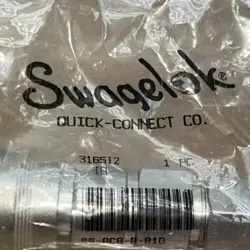 Swagelok
QUICK-CONNECT CO.
316512 1 PC